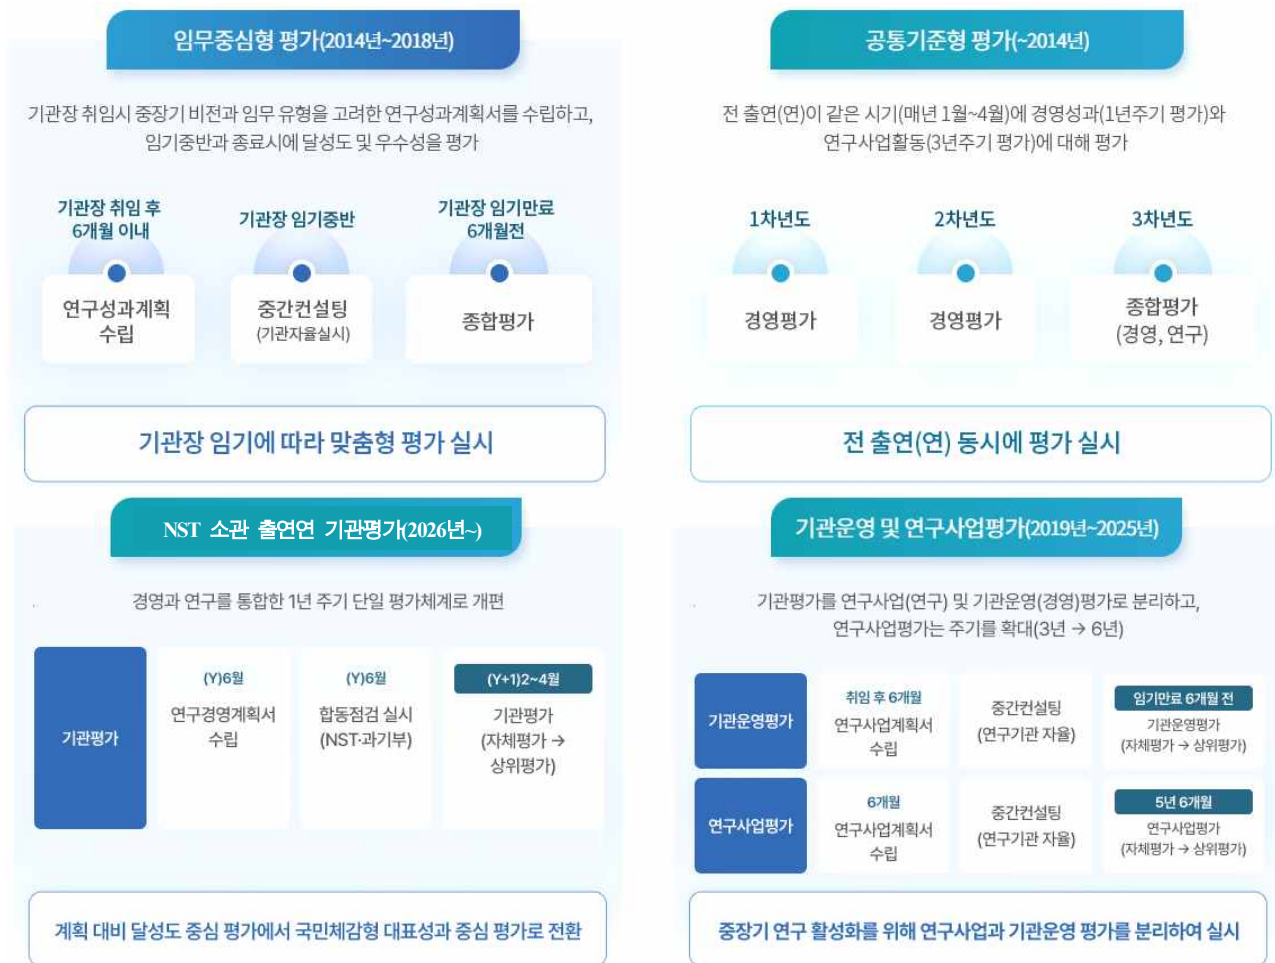 임무중심형 평가(2014년~2018년)
기관장 취임시 중장기 비전과 임무 유형을 고려한 연구성과계획서를 수립하고,
임기중반과 종료시에 달성도 및 우수성을 평가
기관장 취임 후
6개월 이내
기관장 임기중반
기관장 임기만료
6개월전
연구성과계획
수립
중간컨설팅
(기관자율실시)
종합평가
기관장 임기에 따라 맞춤형 평가 실시
공통기준형 평가(~2014년)
전 출연(연)이 같은 시기(매년 1월~4월)에 경영성과(1년주기 평가)와
연구사업활동(3년주기 평가)에 대해 평가
1차년도
2차년도
3차년도
경영평가
경영평가
종합평가
(경영, 연구)
전 출연(연) 동시에 평가 실시
NST 소관 출연연 기관평가(2026년~)
경영과 연구를 통합한 1년 주기 단일 평가체계로 개편
기관평가
(Y)6월
연구경영계획서
수립
(Y)6월
합동점검 실시
(NST·과기부)
(Y+1)2~4월
기관평가
(자체평가 →
상위평가)
계획 대비 달성도 중심 평가에서 국민체감형 대표성과 중심 평가로 전환
기관운영 및 연구사업평가(2019년~2025년)
기관평가를 연구사업(연구) 및 기관운영(경영)평가로 분리하고,
연구사업평가는 주기를 확대(3년 → 6년)
기관운영평가
취임 후 6개월
연구사업계획서
수립
중간컨설팅
(연구기관 자율)
임기만료 6개월 전
기관운영평가
(자체평가 → 상위평가)
연구사업평가
6개월
연구사업계획서
수립
중간컨설팅
(연구기관 자율)
5년 6개월
연구사업평가
(자체평가 → 상위평가)
중장기 연구 활성화를 위해 연구사업과 기관운영 평가를 분리하여 실시